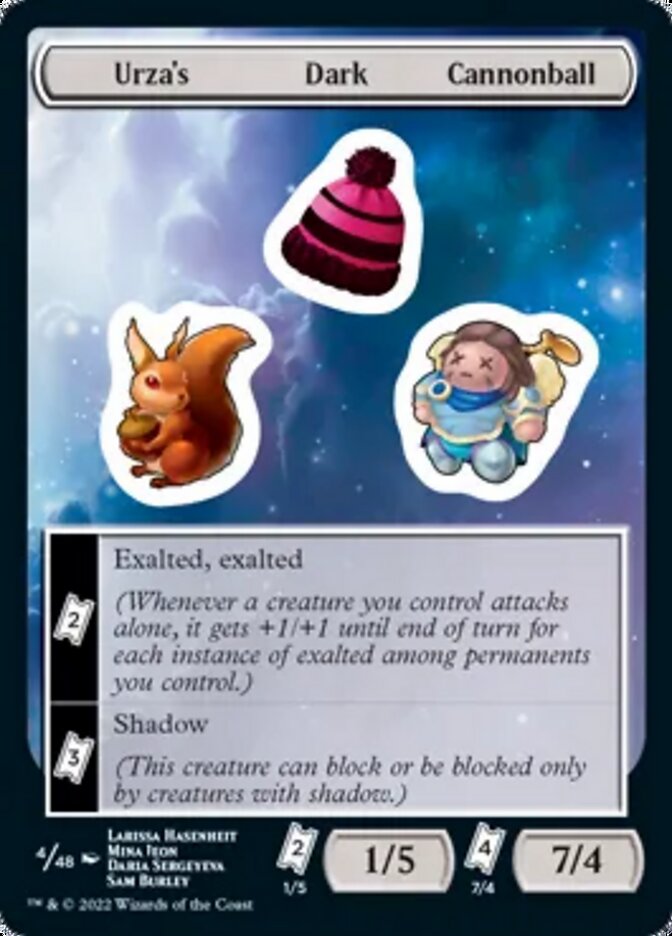 Urza's Dark Cannonball
Exalted, exalted
2
(Whenever a creature you control attacks
alone, it gets +1/+1 until end of turn for
each instance of exalted among permanents
you control.)
Shadow
3
(This creature can block or be blocked only
by creatures with shadow.)
4/48
Larissa Hasenheit
Mina Jeon
Daria Sergeyeva
Sam Burley
2
1/5
1/5
4
7/4
7/4
™ & © 2022 Wizards of the Coast